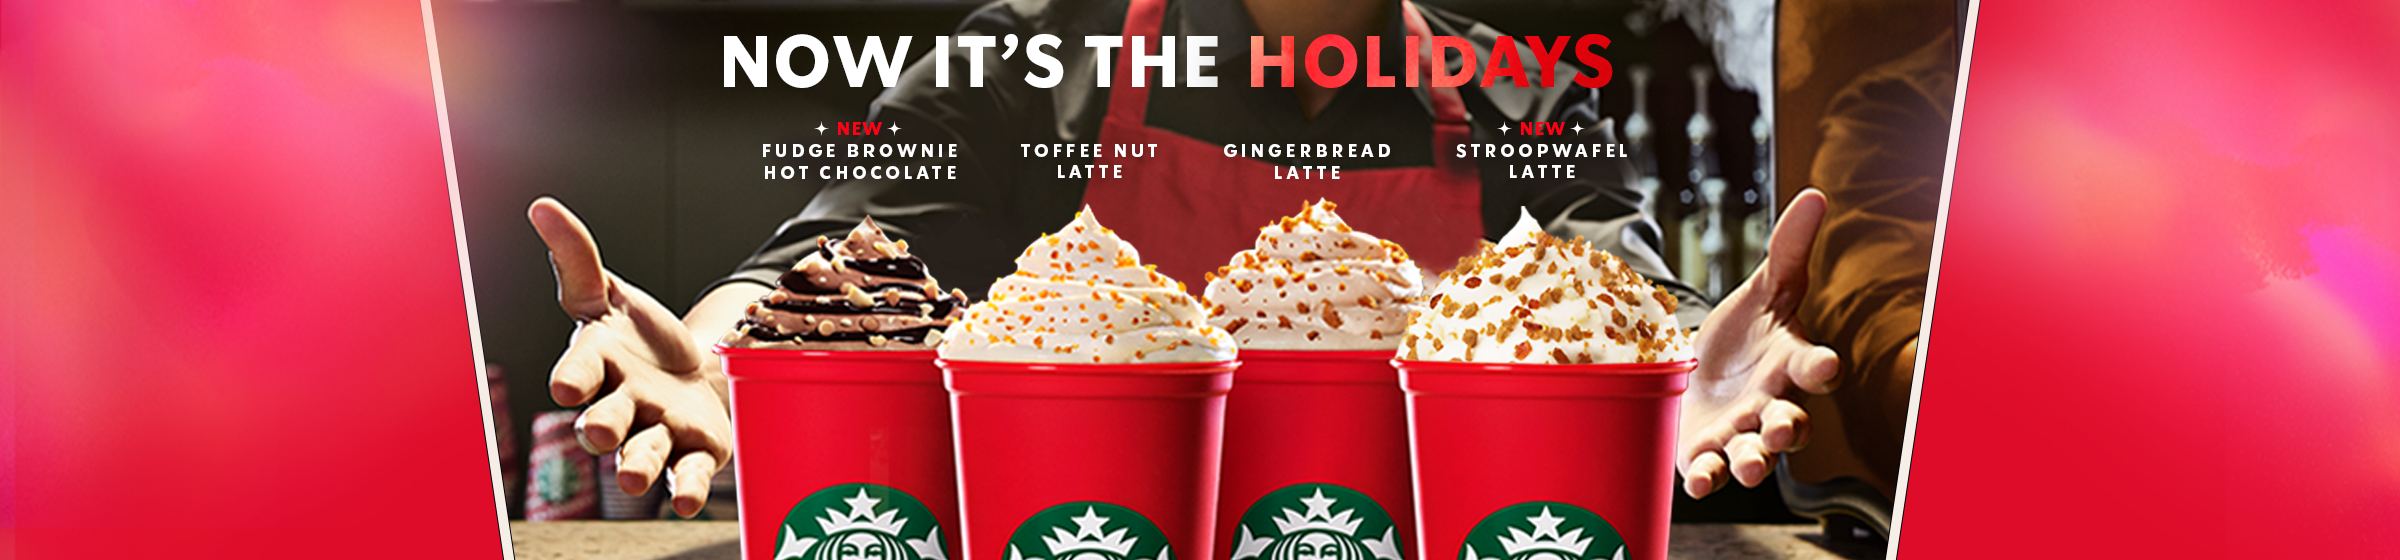 NOW IT'S THE HOLIDAYS
NEW
FUDGE BROWNIE
HOT CHOCOLATE
TOFFEE NUT
LATTE
GINGERBREAD
LATTE
NEW
STROOPWAFEL
LATTE